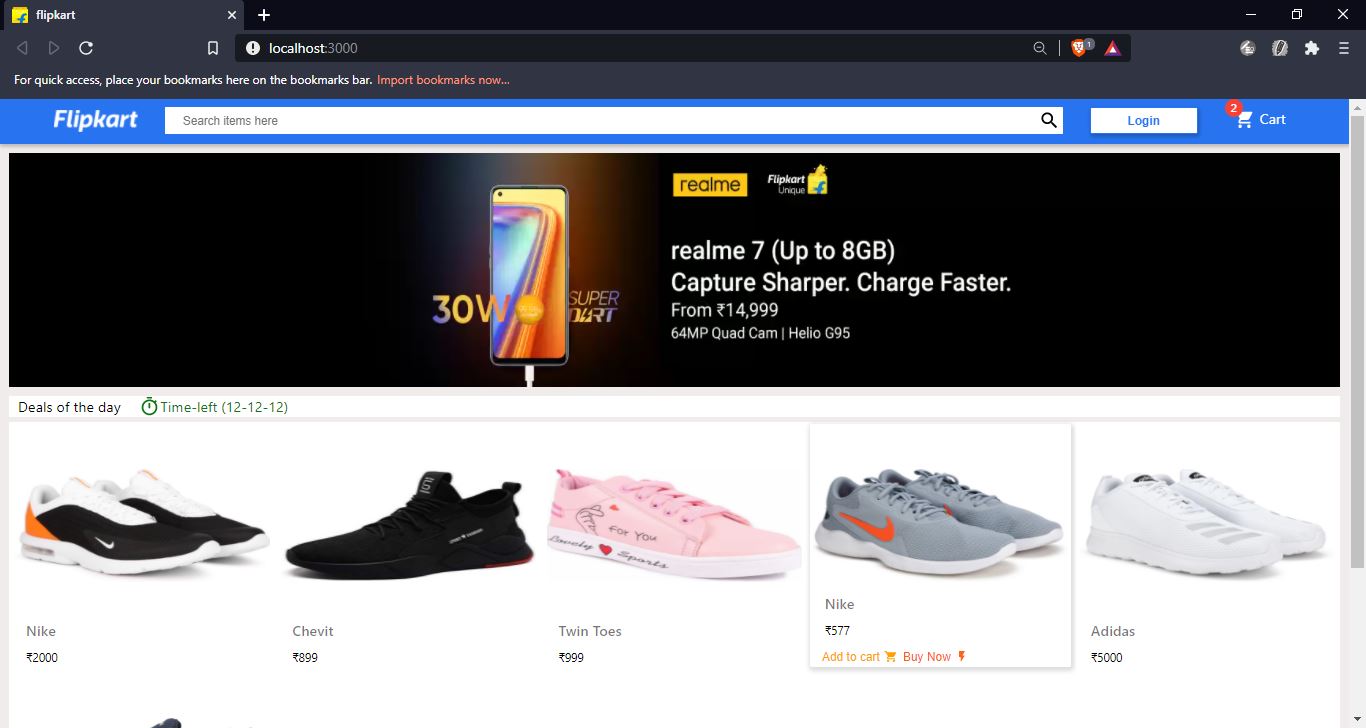 flipkart
localhost:3000
1
For quick access, place your bookmarks here on the bookmarks bar. Import bookmarks now...
Flipkart
Search items here
Login
2
Cart
realme
Flipkart
Unique
realme 7 (Up to 8GB)
Capture Sharper. Charge Faster.
From ₹14,999
64MP Quad Cam | Helio G95
30W
SUPER
DART
Deals of the day
Time-left (12-12-12)
FOR YOU
Lovely Sports
Nike
₹2000
Chevit
₹899
Twin Toes
₹999
Nike
₹577
Add to cart
Buy Now
Adidas
₹5000